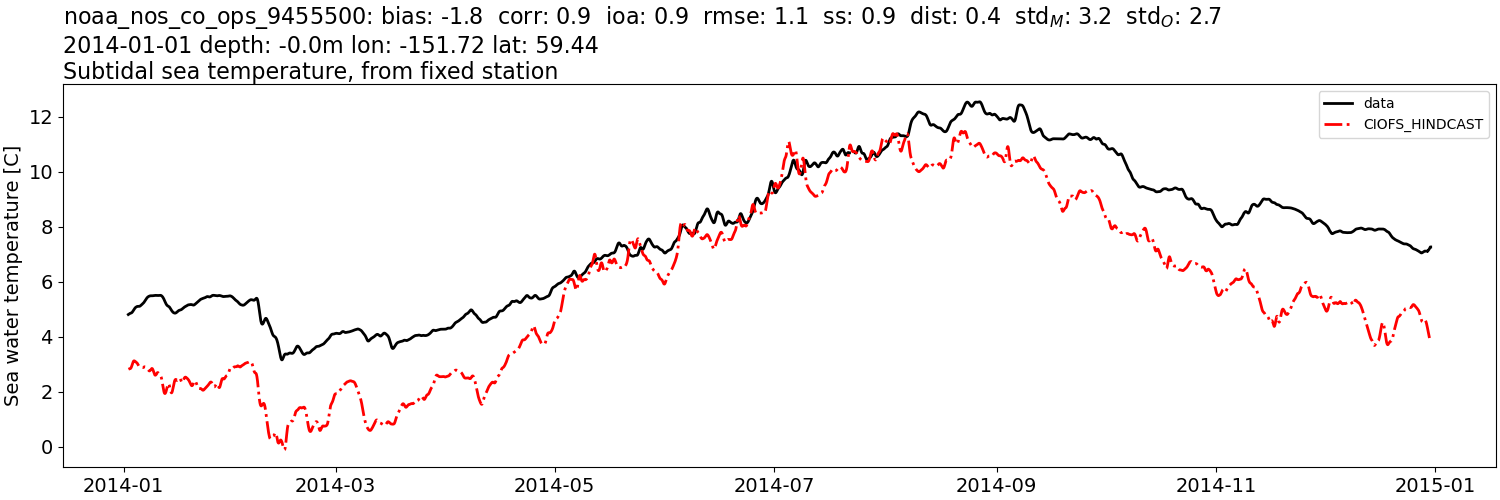 noaa_nos_co_ops_9455500: bias: -1.8  corr: 0.9  ioa: 0.9  rmse: 1.1  ss: 0.9  dist: 0.4  std_M: 3.2  std_O: 2.7
2014-01-01 depth: -0.0m lon: -151.72 lat: 59.44
Subtidal sea temperature, from fixed station
data
CIOFS_HINDCAST
Sea water temperature [C]
12
10
8
6
4
2
0
2014-01 2014-03 2014-05 2014-07 2014-09 2014-11 2015-01